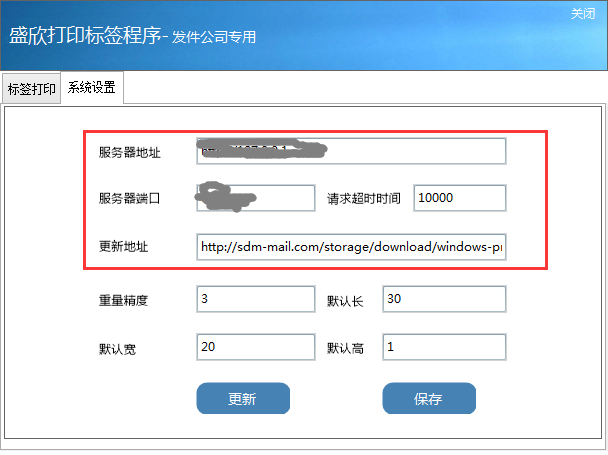 关闭
盛欣打印标签程序- 发件公司专用
标签打印 系统设置
服务器地址
服务器端口 请求超时时间 10000
更新地址 http://sdm-mail.com/storage/download/windows-p
重量精度 3 默认长 30
默认宽 20 默认高 1
更新 保存